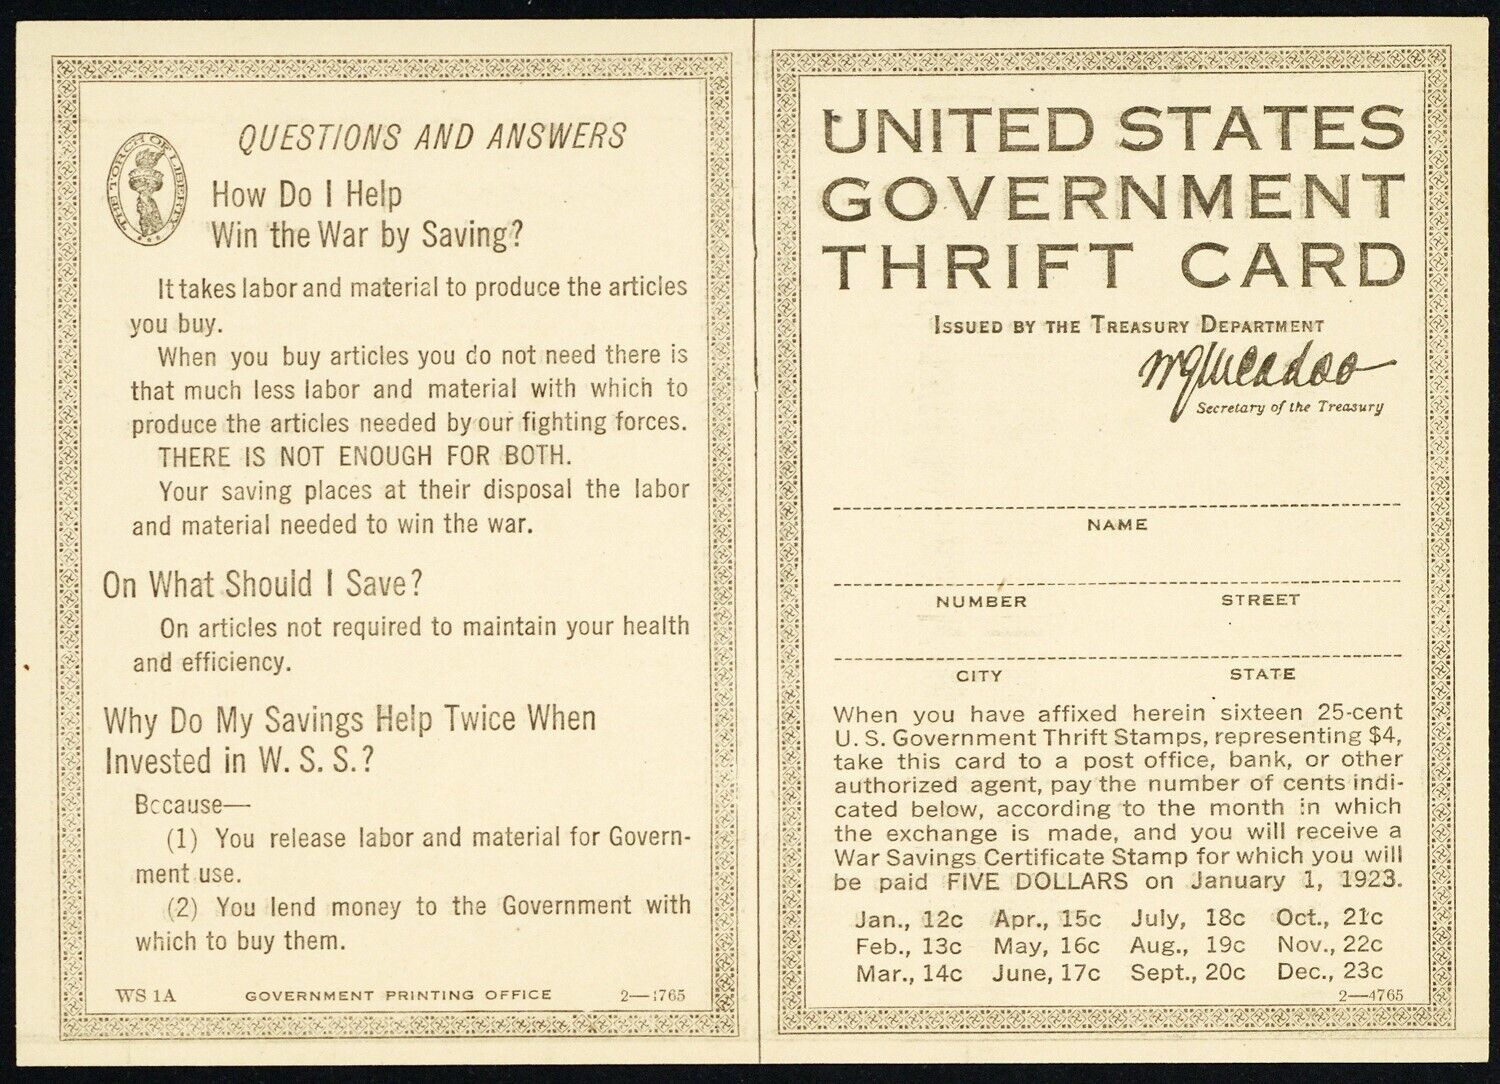 THE TORCH OF LIBERTY
QUESTIONS AND ANSWERS
How Do I Help
Win the War by Saving?
It takes labor and material to produce the articles
you buy.
When you buy articles you do not need there is
that much less labor and material with which to
produce the articles needed by our fighting forces.
THERE IS NOT ENOUGH FOR BOTH.
Your saving places at their disposal the labor
and material needed to win the war.
On What Should I Save?
On articles not required to maintain your health
and efficiency.
Why Do My Savings Help Twice When
Invested in W. S. S.?
Because—
(1) You release labor and material for Govern-
ment use.
(2) You lend money to the Government with
which to buy them.
WS 1A GOVERNMENT PRINTING OFFICE 2—4765
UNITED STATES
GOVERNMENT
THRIFT CARD
ISSUED BY THE TREASURY DEPARTMENT
W G McAdoo
Secretary of the Treasury
NAME
NUMBER STREET
CITY STATE
When you have affixed herein sixteen 25-cent
U. S. Government Thrift Stamps, representing $4,
take this card to a post office, bank, or other
authorized agent, pay the number of cents indi-
cated below, according to the month in which
the exchange is made, and you will receive a
War Savings Certificate Stamp for which you will
be paid FIVE DOLLARS on January 1, 1923.
Jan., 12c Apr., 15c July, 18c Oct., 21c
Feb., 13c May, 16c Aug., 19c Nov., 22c
Mar., 14c June, 17c Sept., 20c Dec., 23c
2—4765